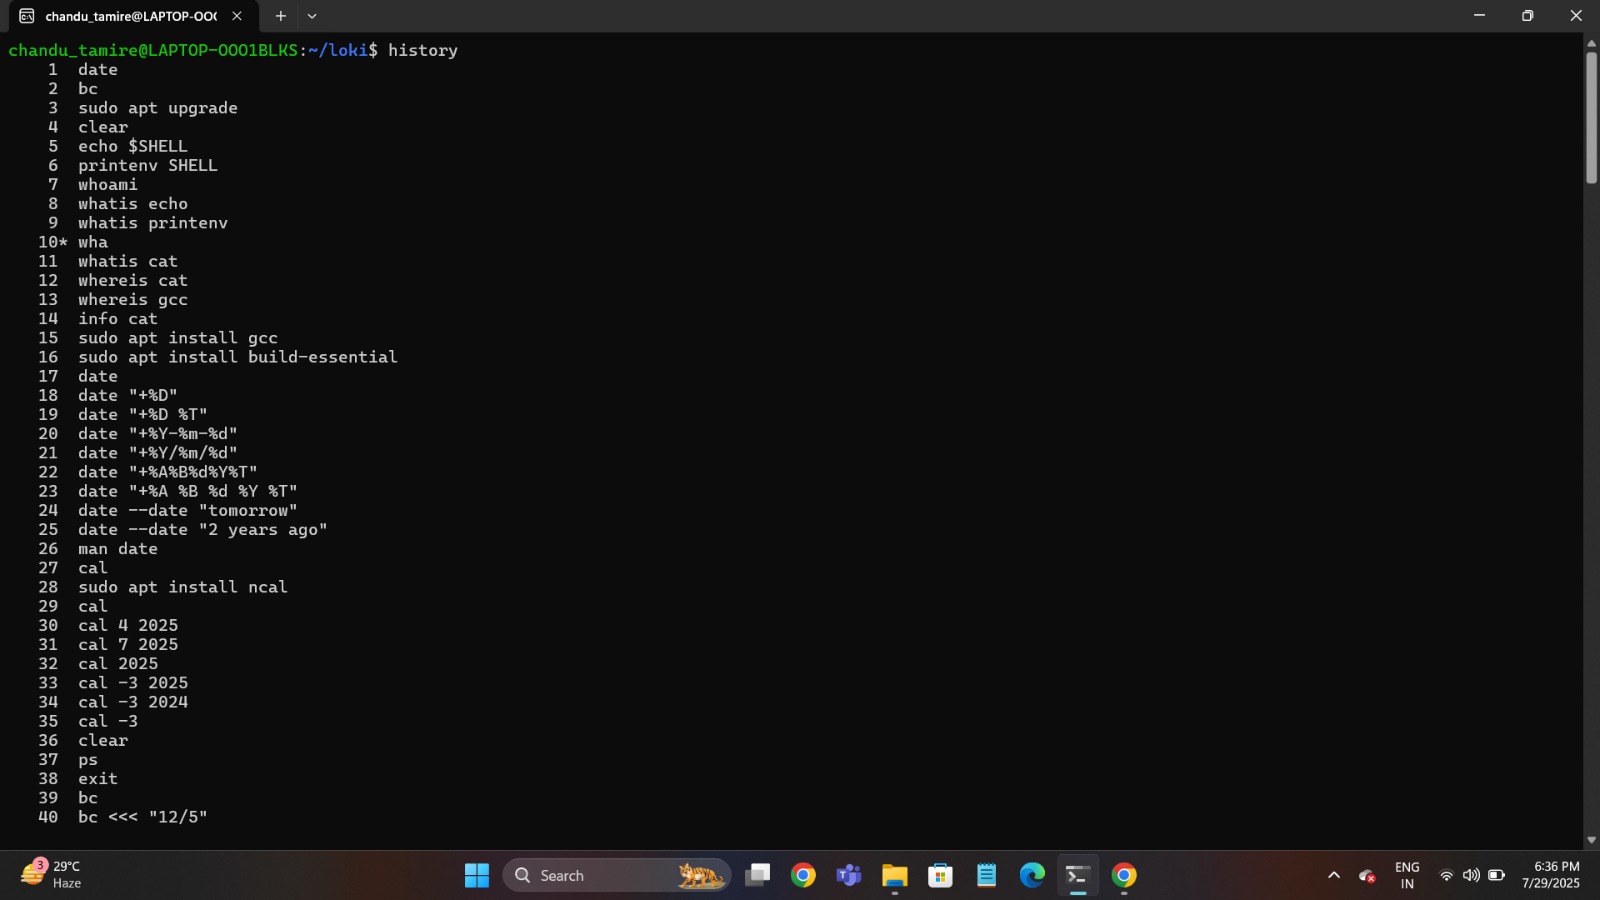 chandu_tamire@LAPTOP-OOO
chandu_tamire@LAPTOP-OOO1BLKS:~/loki$ history
1 date
2 bc
3 sudo apt upgrade
4 clear
5 echo $SHELL
6 printenv SHELL
7 whoami
8 whatis echo
9 whatis printenv
10* wha
11 whatis cat
12 whereis cat
13 whereis gcc
14 info cat
15 sudo apt install gcc
16 sudo apt install build-essential
17 date
18 date "+%D"
19 date "+%D %T"
20 date "+%Y-%m-%d"
21 date "+%Y/%m/%d"
22 date "+%A%B%d%Y%T"
23 date "+%A %B %d %Y %T"
24 date --date "tomorrow"
25 date --date "2 years ago"
26 man date
27 cal
28 sudo apt install ncal
29 cal
30 cal 4 2025
31 cal 7 2025
32 cal 2025
33 cal -3 2025
34 cal -3 2024
35 cal -3
36 clear
37 ps
38 exit
39 bc
40 bc <<< "12/5"
3
29°C
Haze
Search
ENG
IN
6:36 PM
7/29/2025